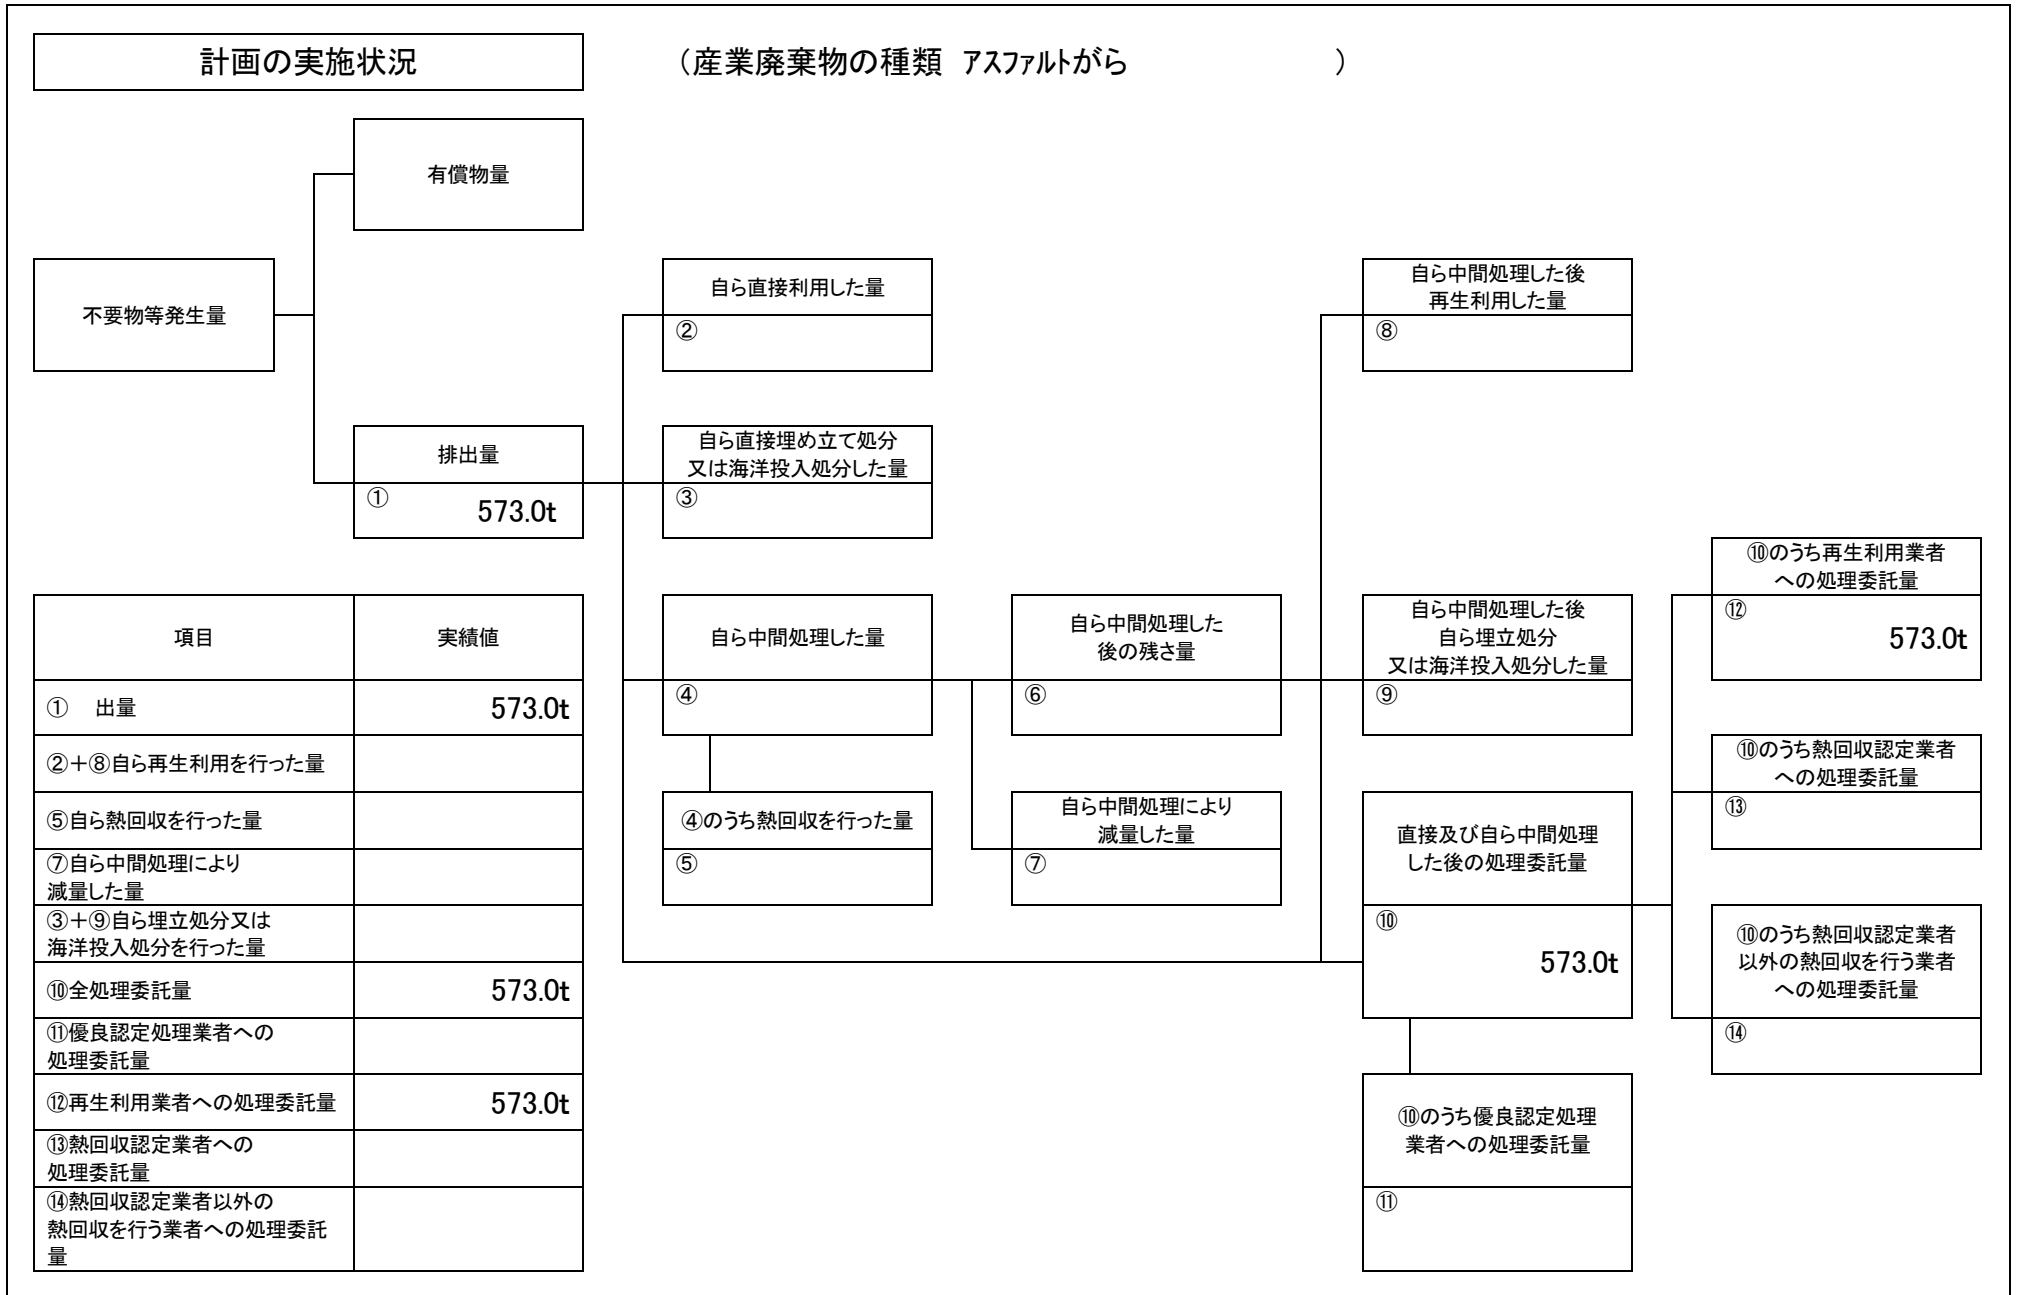 計画の実施状況
（産業廃棄物の種類 アスファルトがら ）
有償物量
不要物等発生量
排出量
①
573.0t
自ら直接利用した量
②
自ら直接埋め立て処分
又は海洋投入処分した量
③
自ら中間処理した量
④
④のうち熱回収を行った量
⑤
自ら中間処理した
後の残さ量
⑥
自ら中間処理により
減量した量
⑦
自ら中間処理した後
再生利用した量
⑧
自ら中間処理した後
自ら埋立処分
又は海洋投入処分した量
⑨
直接及び自ら中間処理
した後の処理委託量
⑩
573.0t
⑩のうち優良認定処理
業者への処理委託量
⑪
⑩のうち再生利用業者
への処理委託量
⑫
573.0t
⑩のうち熱回収認定業者
への処理委託量
⑬
⑩のうち熱回収認定業者
以外の熱回収を行う業者
への処理委託量
⑭
項目 実績値
① 出量 573.0t
②＋⑧自ら再生利用を行った量
⑤自ら熱回収を行った量
⑦自ら中間処理により
減量した量
③＋⑨自ら埋立処分又は
海洋投入処分を行った量
⑩全処理委託量 573.0t
⑪優良認定処理業者への
処理委託量
⑫再生利用業者への処理委託量 573.0t
⑬熱回収認定業者への
処理委託量
⑭熱回収認定業者以外の
熱回収を行う業者への処理委託
量